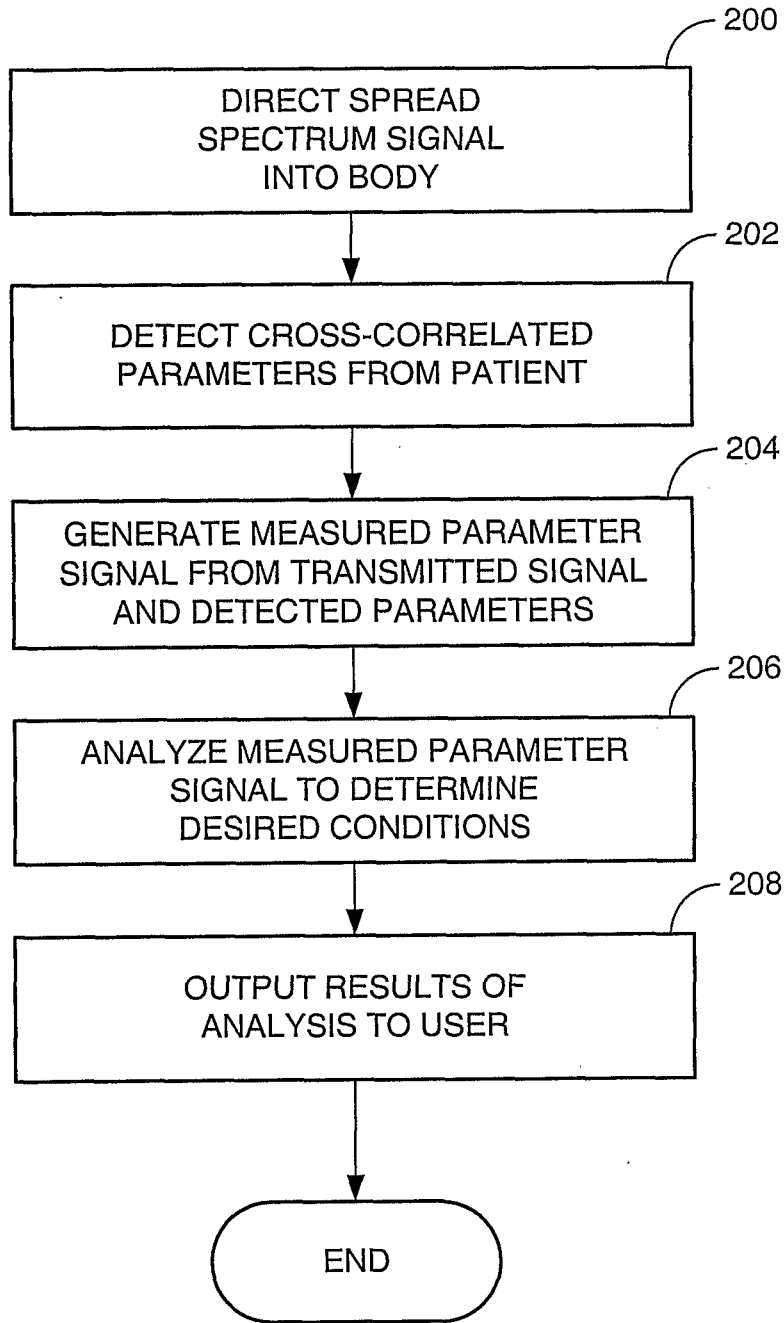 200
DIRECT SPREAD
SPECTRUM SIGNAL
INTO BODY
202
DETECT CROSS-CORRELATED
PARAMETERS FROM PATIENT
204
GENERATE MEASURED PARAMETER
SIGNAL FROM TRANSMITTED SIGNAL
AND DETECTED PARAMETERS
206
ANALYZE MEASURED PARAMETER
SIGNAL TO DETERMINE
DESIRED CONDITIONS
208
OUTPUT RESULTS OF
ANALYSIS TO USER
END